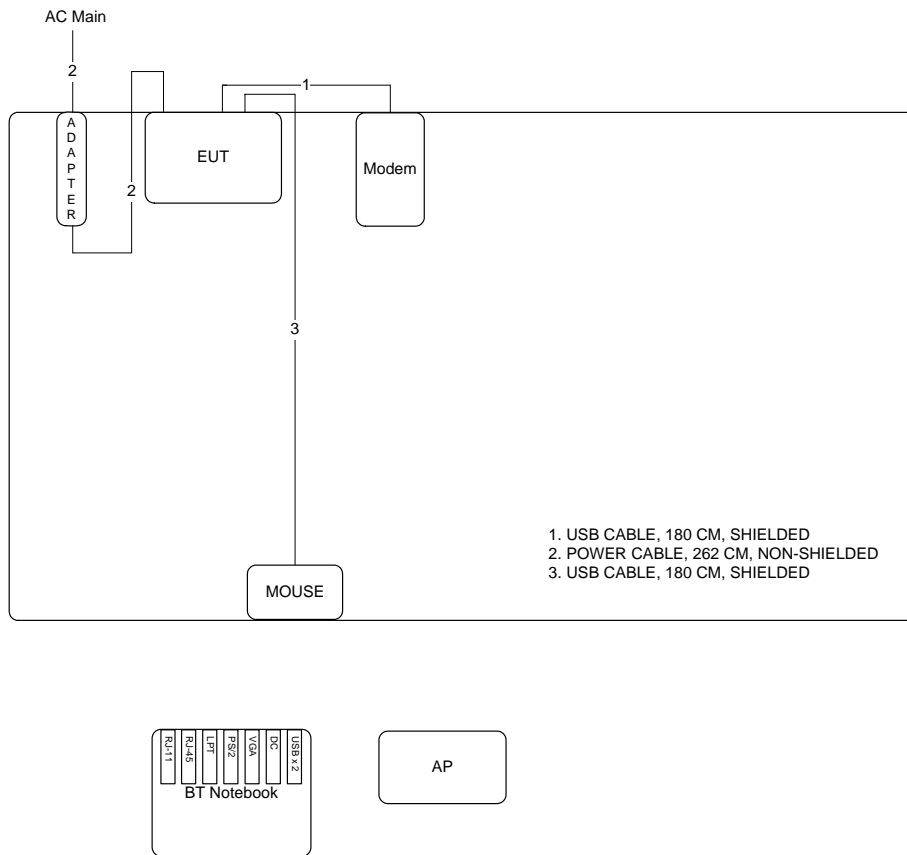 AC Main
2
1
ADAPTER
EUT
Modem
2
3
1. USB CABLE, 180 CM, SHIELDED
2. POWER CABLE, 262 CM, NON-SHIELDED
3. USB CABLE, 180 CM, SHIELDED
MOUSE
RJ-11
RJ-45
LPT
PS/2
VGA
DC
USB x 2
BT Notebook
AP